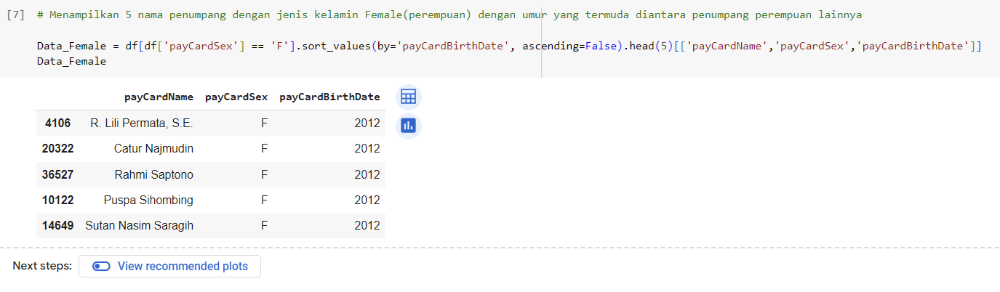 [7] # Menampilkan 5 nama penumpang dengan jenis kelamin Female(perempuan) dengan umur yang termuda diantara penumpang perempuan lainnya
Data_Female = df[df['payCardSex'] == 'F'].sort_values(by='payCardBirthDate', ascending=False).head(5)[['payCardName','payCardSex','payCardBirthDate']]
Data_Female
payCardName payCardSex payCardBirthDate
4106 R. Lili Permata, S.E. F 2012
20322 Catur Najmudin F 2012
36527 Rahmi Saptono F 2012
10122 Puspa Sihombing F 2012
14649 Sutan Nasim Saragih F 2012
Next steps: View recommended plots